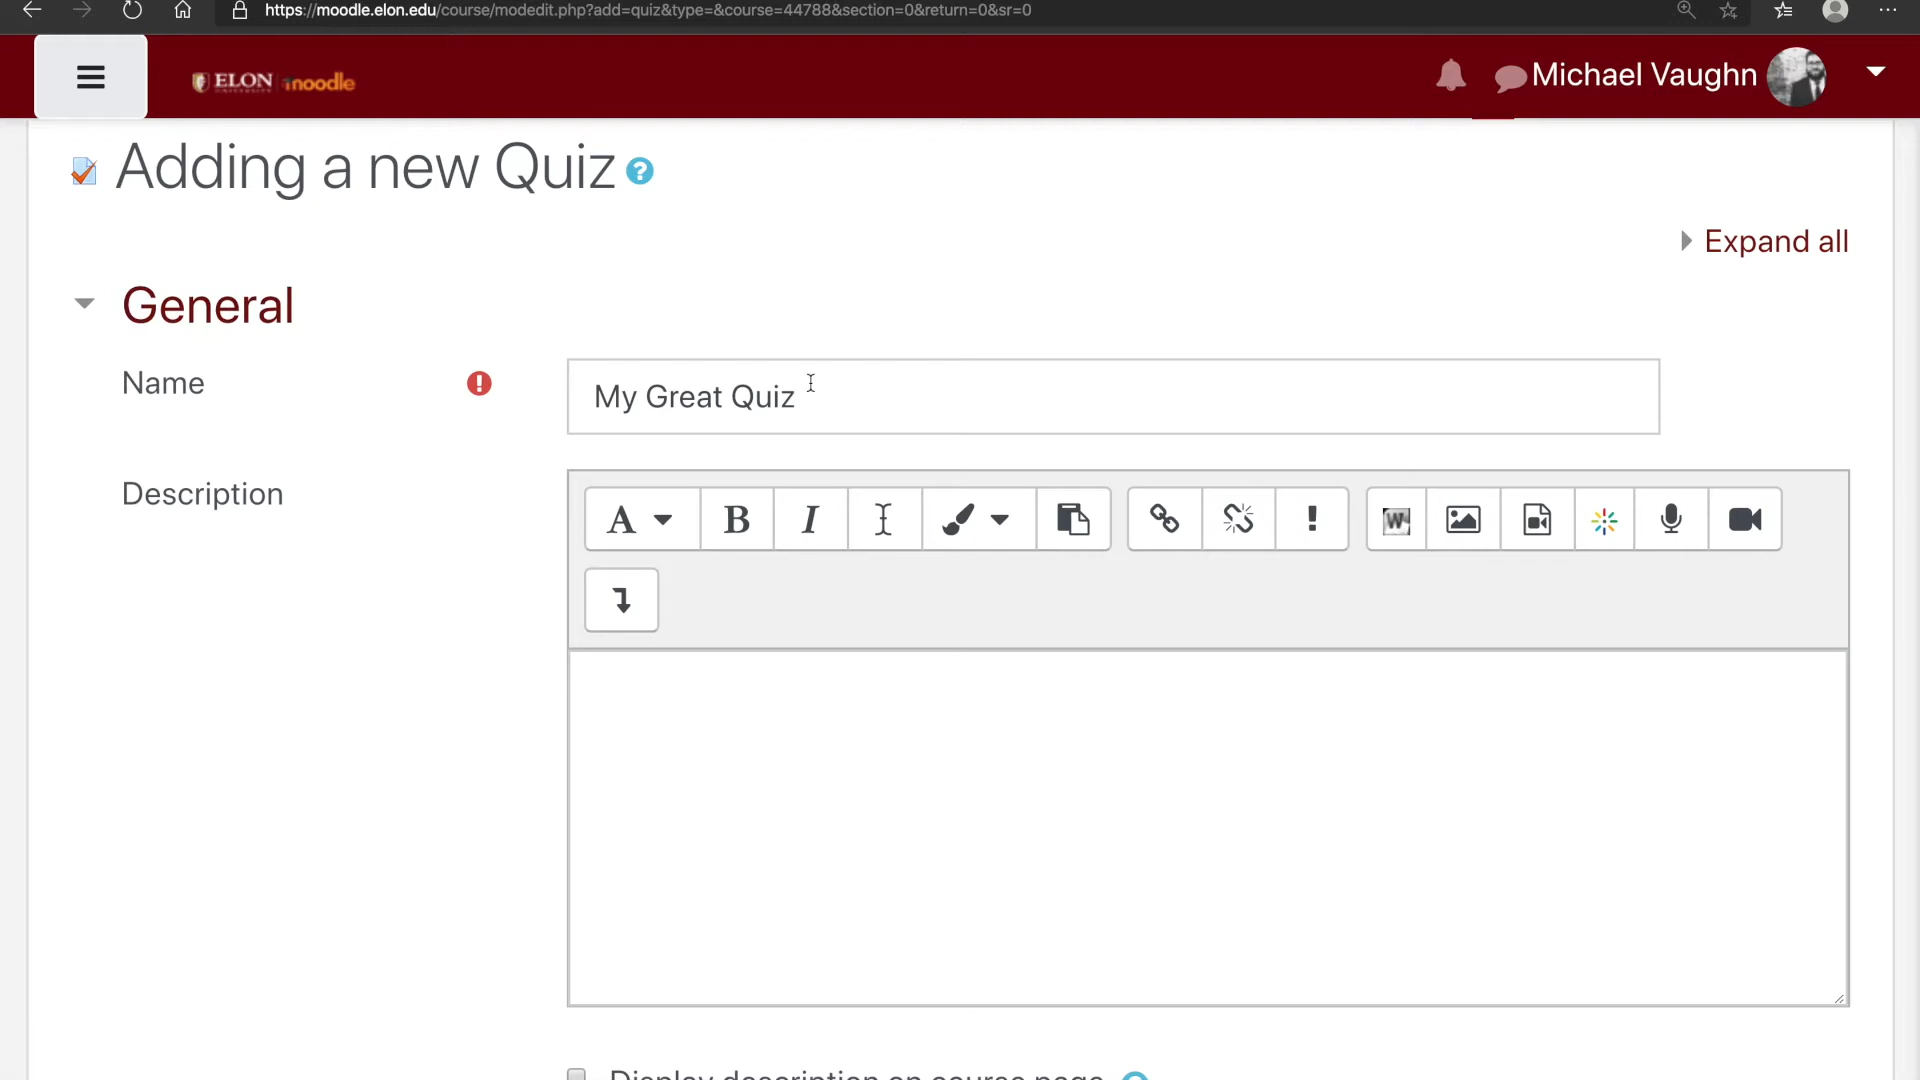 https://moodle.elon.edu/course/modedit.php?add=quiz&type=&course=44788&section=0&return=0&sr=0
ELON moodle
UNIVERSITY
Michael Vaughn
Adding a new Quiz
Expand all
General
Name
My Great Quiz
Description
A B I
W
Display description on course page